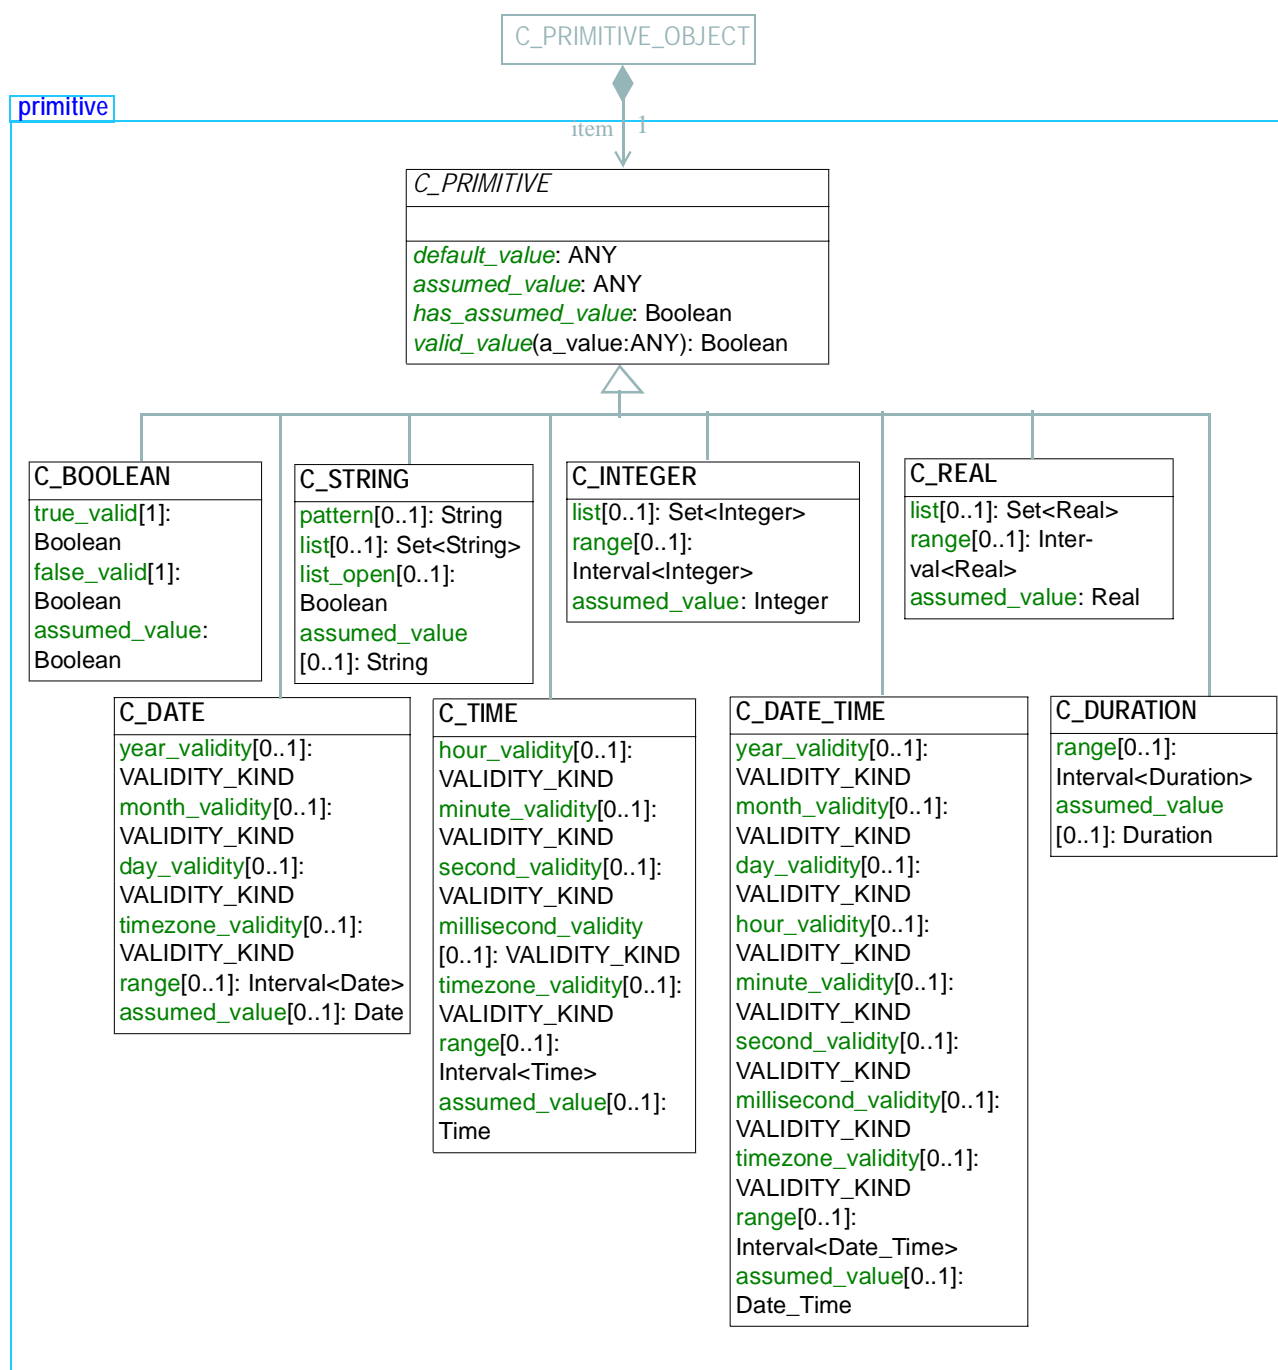 C_PRIMITIVE_OBJECT
primitive
item 1
C_PRIMITIVE
default_value: ANY
assumed_value: ANY
has_assumed_value: Boolean
valid_value(a_value:ANY): Boolean
C_BOOLEAN
true_valid[1]:
Boolean
false_valid[1]:
Boolean
assumed_value:
Boolean
C_STRING
pattern[0..1]: String
list[0..1]: Set<String>
list_open[0..1]:
Boolean
assumed_value
[0..1]: String
C_INTEGER
list[0..1]: Set<Integer>
range[0..1]:
Interval<Integer>
assumed_value: Integer
C_REAL
list[0..1]: Set<Real>
range[0..1]: Inter-
val<Real>
assumed_value: Real
C_DATE
year_validity[0..1]:
VALIDITY_KIND
month_validity[0..1]:
VALIDITY_KIND
day_validity[0..1]:
VALIDITY_KIND
timezone_validity[0..1]:
VALIDITY_KIND
range[0..1]: Interval<Date>
assumed_value[0..1]: Date
C_TIME
hour_validity[0..1]:
VALIDITY_KIND
minute_validity[0..1]:
VALIDITY_KIND
second_validity[0..1]:
VALIDITY_KIND
millisecond_validity
[0..1]: VALIDITY_KIND
timezone_validity[0..1]:
VALIDITY_KIND
range[0..1]:
Interval<Time>
assumed_value[0..1]:
Time
C_DATE_TIME
year_validity[0..1]:
VALIDITY_KIND
month_validity[0..1]:
VALIDITY_KIND
day_validity[0..1]:
VALIDITY_KIND
hour_validity[0..1]:
VALIDITY_KIND
minute_validity[0..1]:
VALIDITY_KIND
second_validity[0..1]:
VALIDITY_KIND
millisecond_validity[0..1]:
VALIDITY_KIND
timezone_validity[0..1]:
VALIDITY_KIND
range[0..1]:
Interval<Date_Time>
assumed_value[0..1]:
Date_Time
C_DURATION
range[0..1]:
Interval<Duration>
assumed_value
[0..1]: Duration